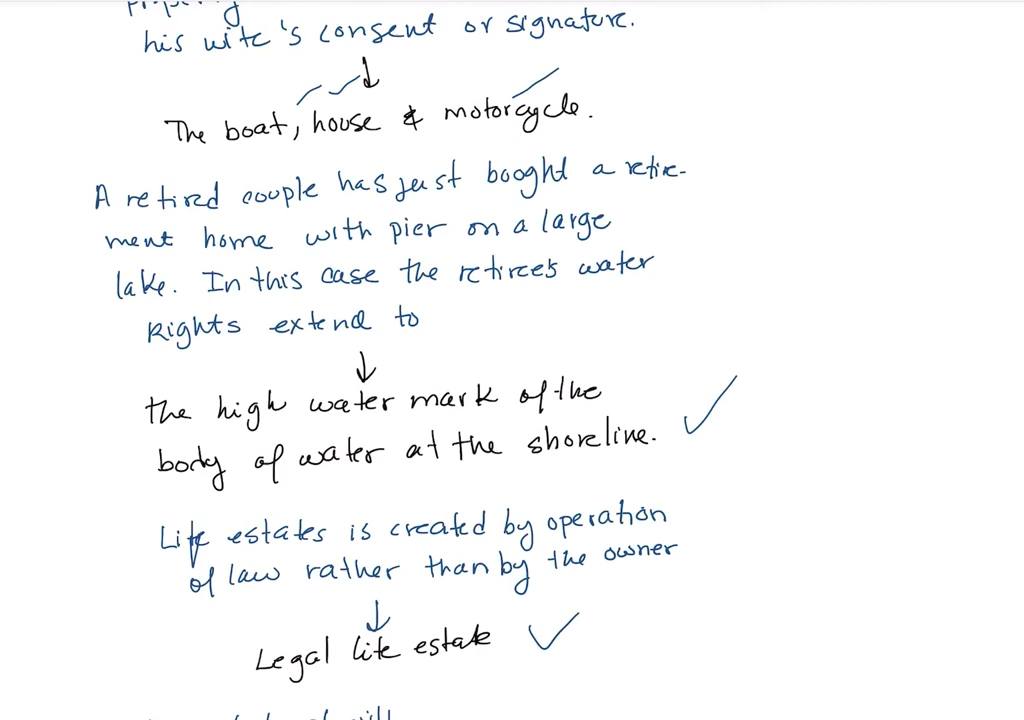 his wife's consent or signature.
The boat, house & motorcycle.
A retired couple has just booght a retire-
ment home with pier on a large
lake. In this case the retiree's water
Rights extend to
the high water mark of the
body of water at the shoreline.
Life estates is created by operation
of law rather than by the owner
Legal life estate